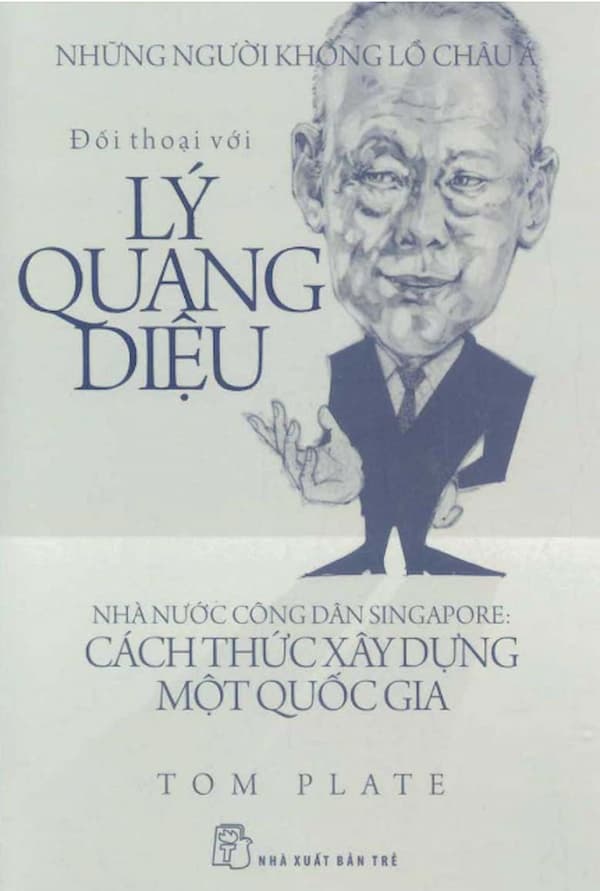 NHỮNG NGƯỜI KHỔNG LỒ CHÂU Á
Đối thoại với
LÝ
QUANG
DIỆU
NHÀ NƯỚC CÔNG DÂN SINGAPORE:
CÁCH THỨC XÂY DỰNG
MỘT QUỐC GIA
TOM PLATE
T
NHÀ XUẤT BẢN TRẺ